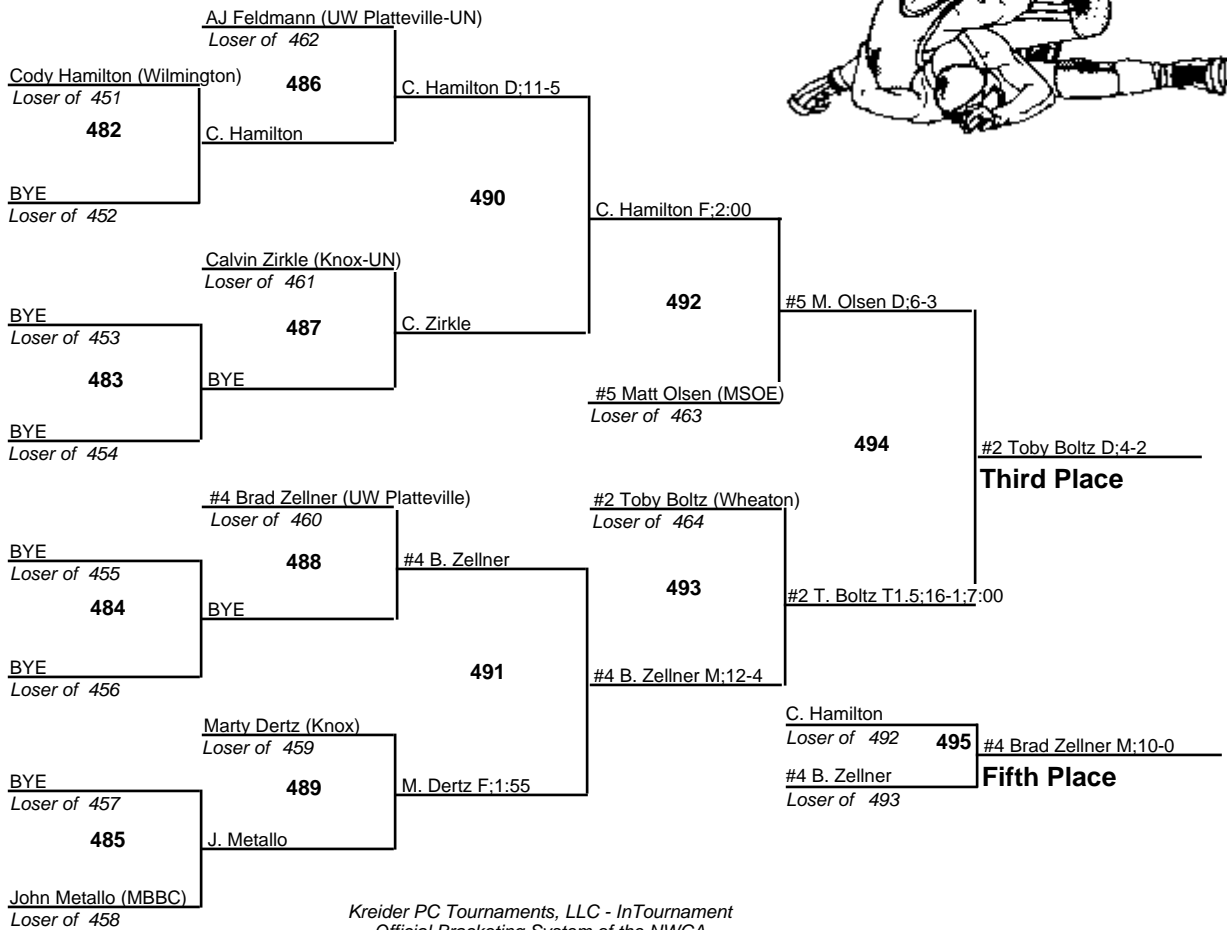 AJ Feldmann (UW Platteville-UN)
Loser of 462
Cody Hamilton (Wilmington)
Loser of 451
486
C. Hamilton D;11-5
482
C. Hamilton
BYE
Loser of 452
490
C. Hamilton F;2:00
Calvin Zirkle (Knox-UN)
Loser of 461
492
#5 M. Olsen D;6-3
BYE
Loser of 453
487
C. Zirkle
483
BYE
#5 Matt Olsen (MSOE)
Loser of 463
BYE
Loser of 454
494
#2 Toby Boltz D;4-2
Third Place
#4 Brad Zellner (UW Platteville)
Loser of 460
#2 Toby Boltz (Wheaton)
Loser of 464
BYE
Loser of 455
488
#4 B. Zellner
493
#2 T. Boltz T1.5;16-1;7:00
484
BYE
BYE
Loser of 456
491
#4 B. Zellner M;12-4
Marty Dertz (Knox)
Loser of 459
C. Hamilton
Loser of 492
495
#4 Brad Zellner M;10-0
Fifth Place
#4 B. Zellner
Loser of 493
BYE
Loser of 457
489
M. Dertz F;1:55
485
J. Metallo
John Metallo (MBBC)
Loser of 458
Kreider PC Tournaments, LLC - InTournament
Official Bracketing System of the NWCA